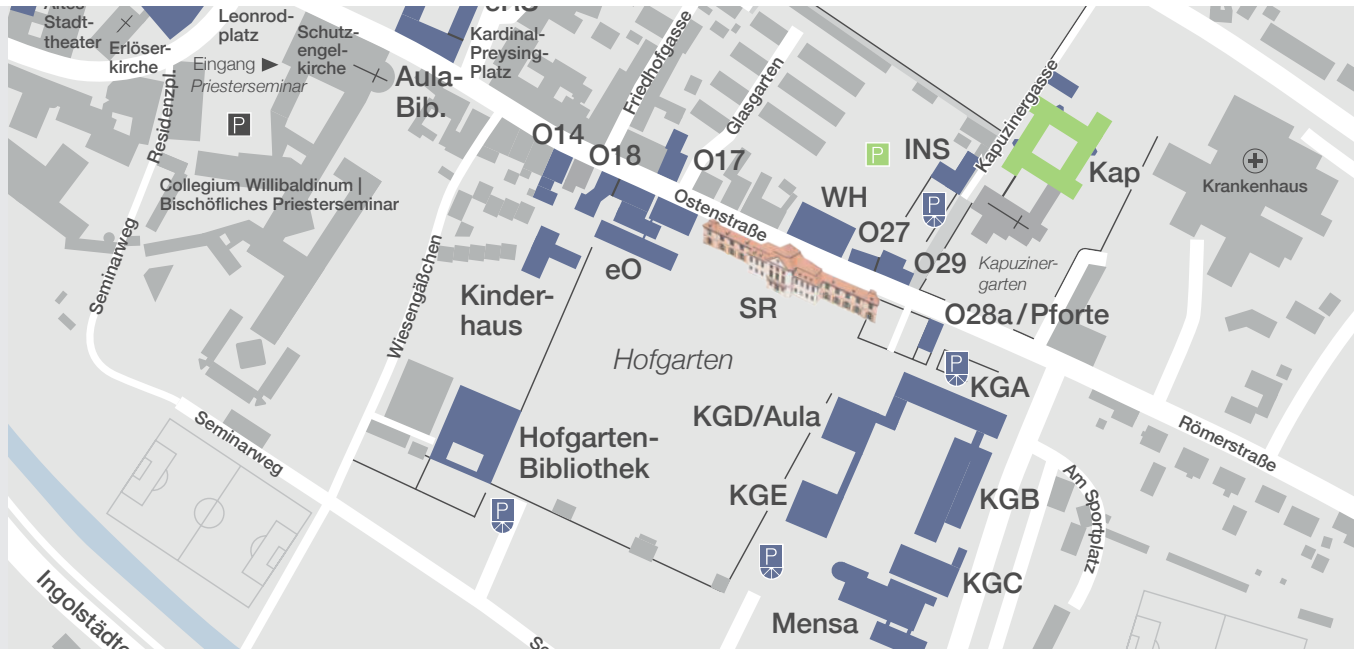 Stadt-
theater
Erlöser-
kirche
Leonrod-
platz
Eingang
Priesterseminar
Schutz-
engel-
kirche
Kardinal-
Preysing-
Platz
Aula-
Bib.
Residenzpl.
P
Collegium Willibaldinum |
Bischöfliches Priesterseminar
Seminarweg
Wiesengäßchen
Friedhofgasse
Glasgarten
Kapuzinergasse
O14
O18
O17
Ostenstraße
P
INS
P
Kap
Krankenhaus
WH
O27
O29
Kapuziner-
garten
eO
Kinder-
haus
SR
O28a/Pforte
Hofgarten
P
KGA
KGD/Aula
Hofgarten-
Bibliothek
Seminarweg
P
KGE
KGB
Römerstraße
Am Sportplatz
P
KGC
Mensa